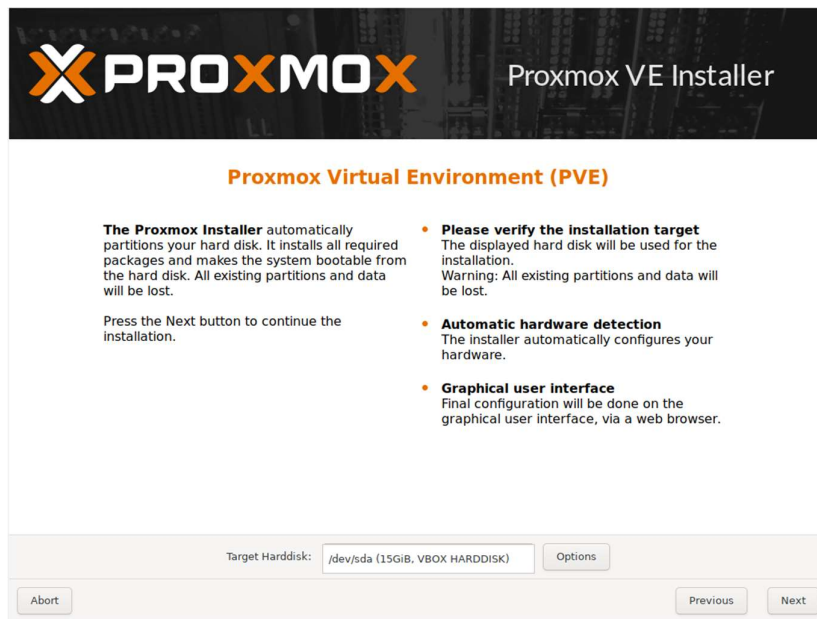 PROXMOX
Proxmox VE Installer
Proxmox Virtual Environment (PVE)
The Proxmox Installer automatically
partitions your hard disk. It installs all required
packages and makes the system bootable from
the hard disk. All existing partitions and data
will be lost.
Press the Next button to continue the
installation.
Please verify the installation target
The displayed hard disk will be used for the
installation.
Warning: All existing partitions and data will
be lost.
Automatic hardware detection
The installer automatically configures your
hardware.
Graphical user interface
Final configuration will be done on the
graphical user interface, via a web browser.
Target Harddisk: /dev/sda (15GiB, VBOX HARDDISK) Options
Abort Previous Next